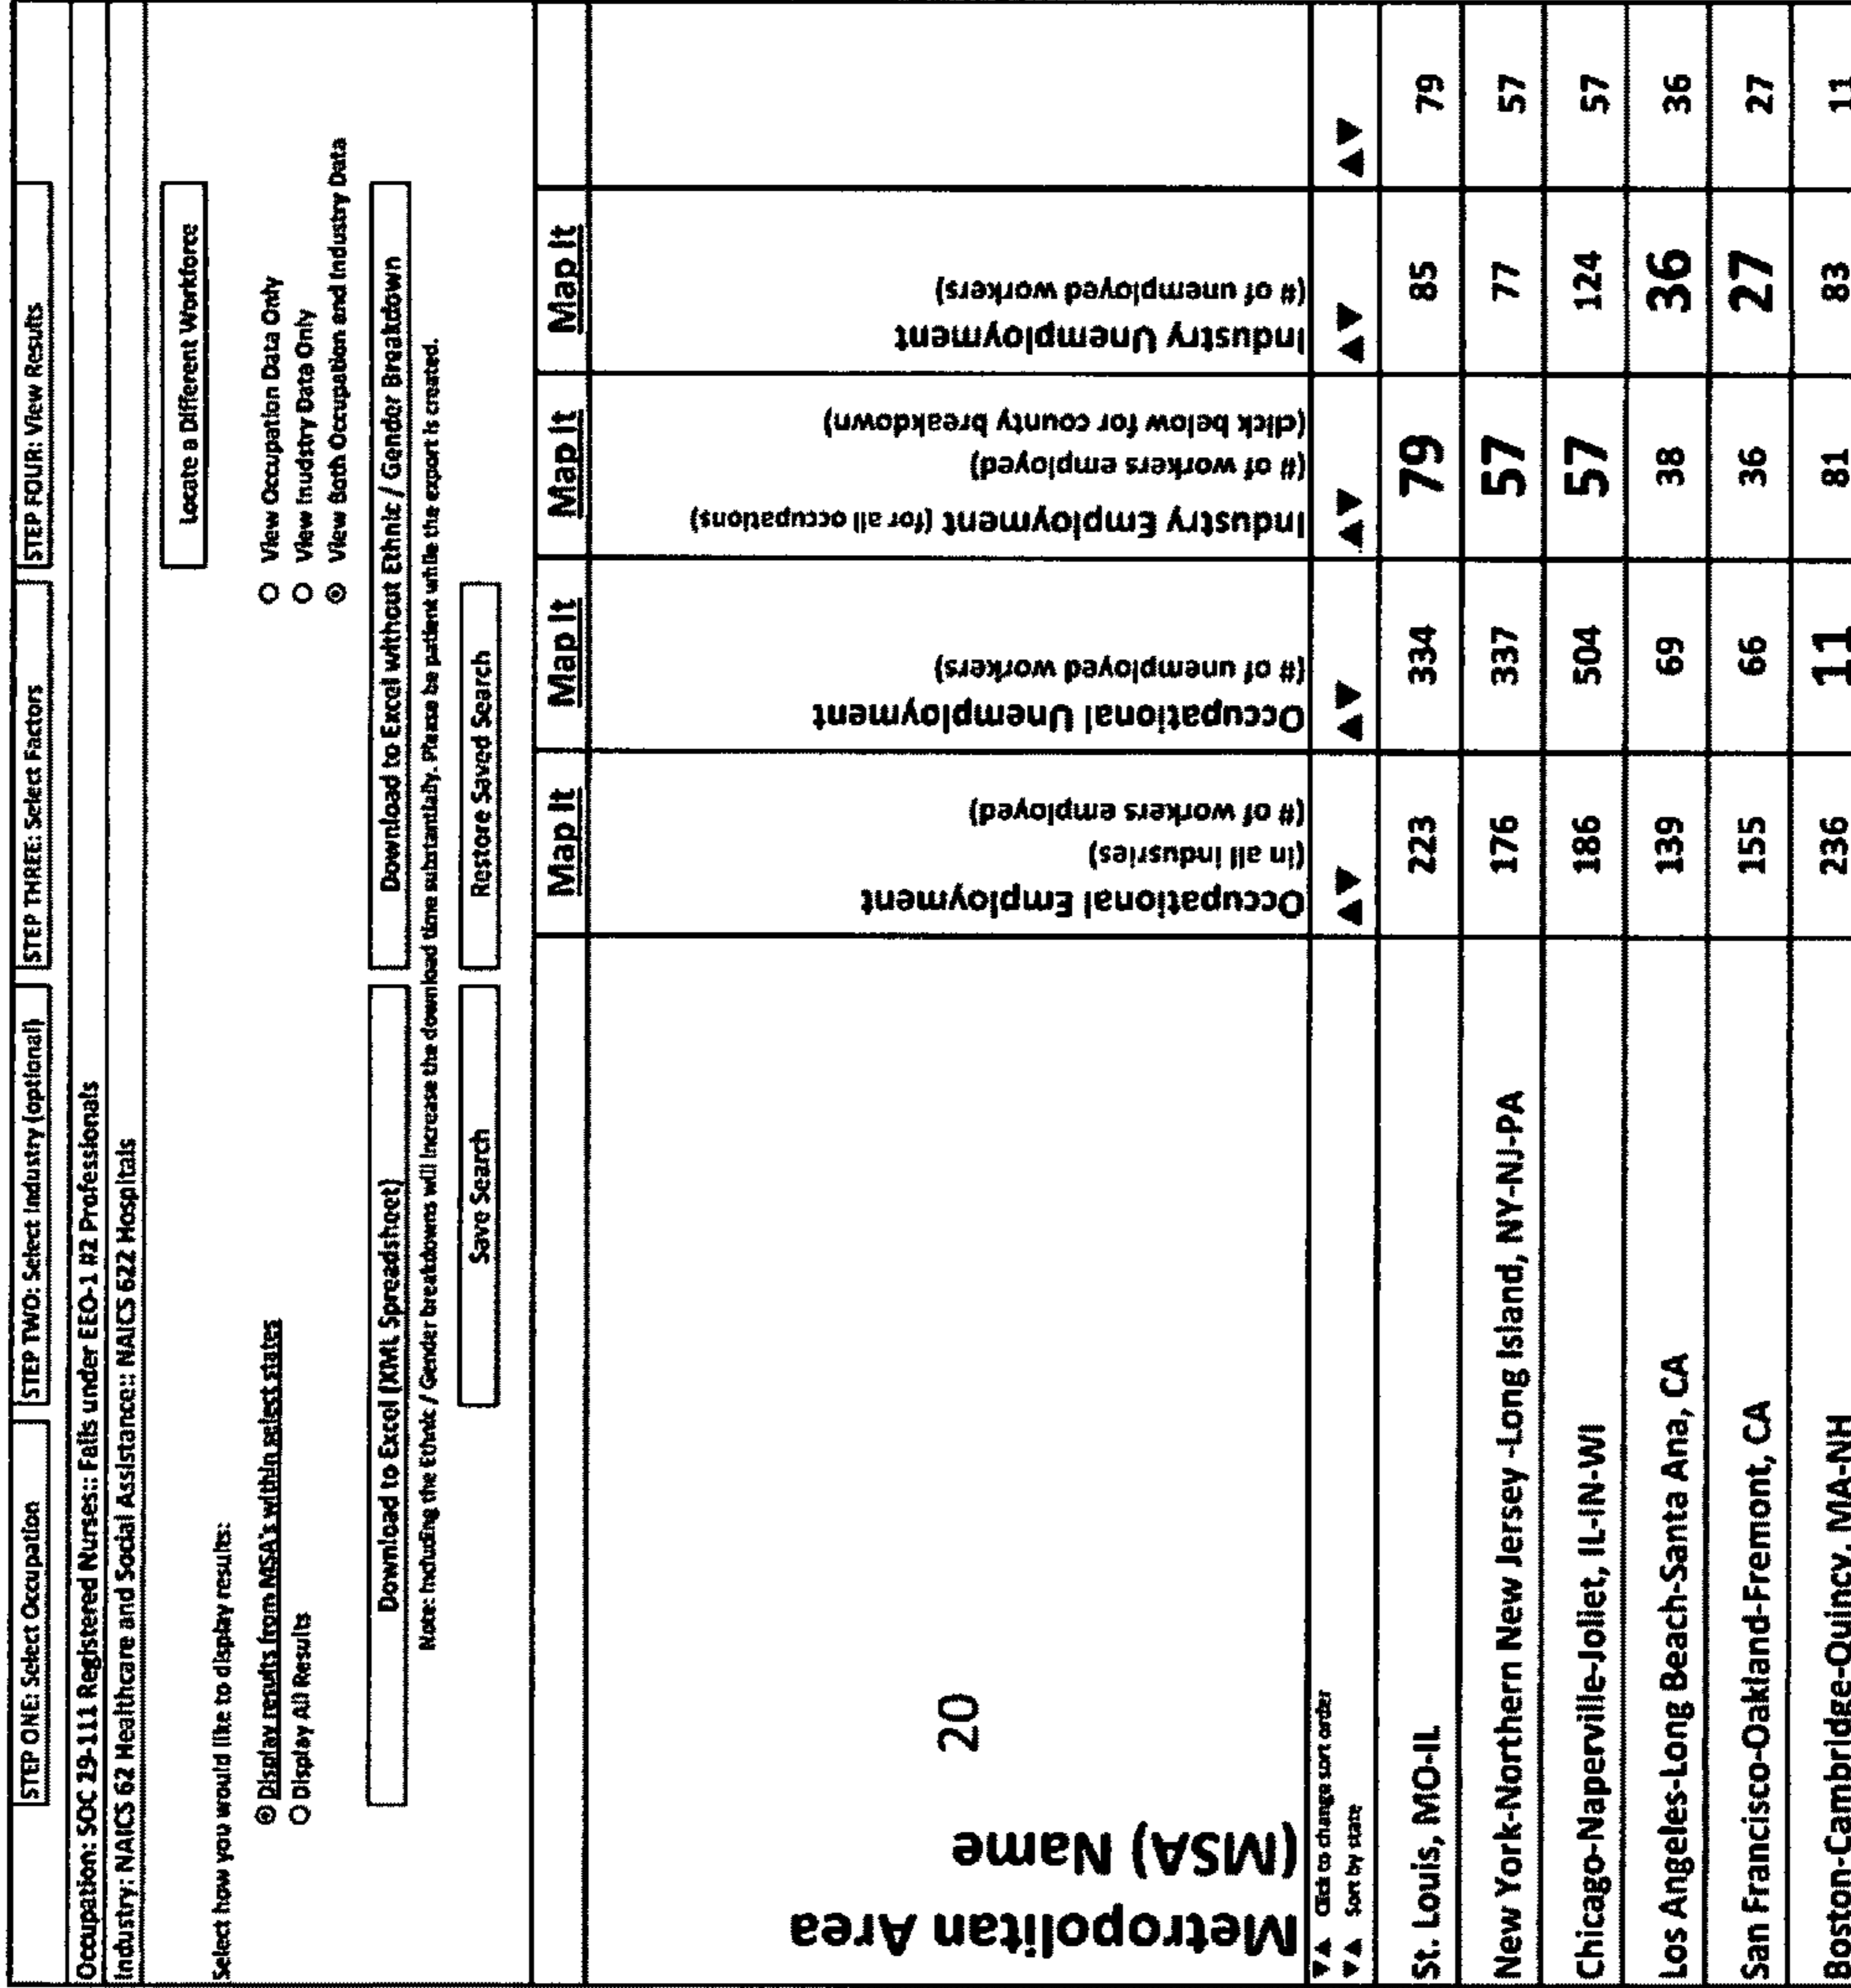 STEP ONE: Select Occupation
STEP TWO: Select Industry (optional)
STEP THREE: Select Factors
STEP FOUR: View Results
Occupation: SOC 29-111 Registered Nurses:: Falls under EEO-1 #2 Professionals
Industry: NAICS 62 Healthcare and Social Assistance:: NAICS 622 Hospitals
Locate a Different Workforce
Select how you would like to display results:
Display results from MSA's within select states
Display All Results
View Occupation Data Only
View Inudstry Data Only
View Both Occupation and Industry Data
Download to Excel (XML Spreadsheet)
Download to Excel without Ethnic / Gender Breakdown
Note: Including the Ethnic / Gender breakdowns will increase the download time substantially. Please be patient while the export is created.
Save Search
Restore Saved Search
Map It
Map It
Map It
Map It
Metropolitan Area
(MSA) Name
20
Occupational Employment
(in all indusries)
(# of workers employed)
Occupational Unemployment
(# of unemployed workers)
Industry Employment (for all occupations)
(# of workers employed)
(click below for county breakdown)
Industry Unemployment
(# of unemployed workers)
▼▲ Click to change sort order
▼▲ Sort by state
St. Louis, MO-IL 223 334 79 85 79
New York-Northern New Jersey -Long Island, NY-NJ-PA 176 337 57 77 57
Chicago-Naperville-Joliet, IL-IN-WI 186 504 57 124 57
Los Angeles-Long Beach-Santa Ana, CA 139 69 38 36 36
San Francisco-Oakland-Fremont, CA 155 66 36 27 27
Boston-Cambridge-Quincy, MA-NH 236 11 81 83 11